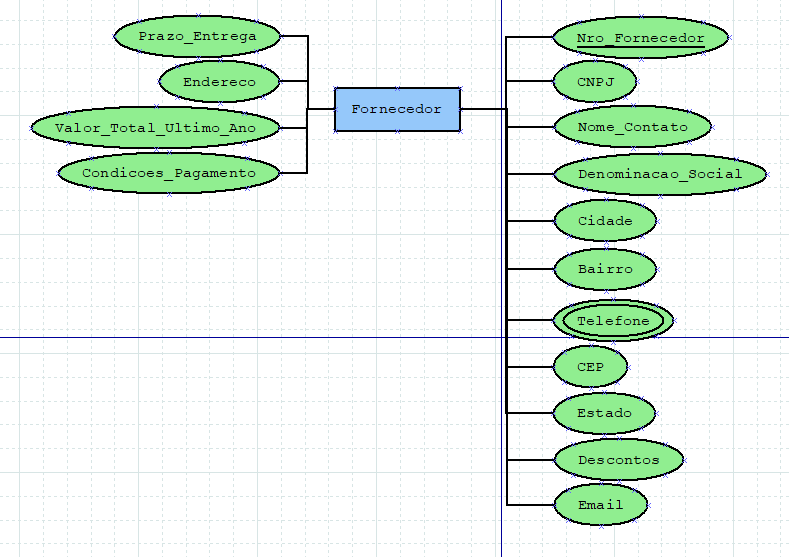 Prazo_Entrega
Endereco
Valor_Total_Ultimo_Ano
Condicoes_Pagamento
Fornecedor
Nro_Fornecedor
CNPJ
Nome_Contato
Denominacao_Social
Cidade
Bairro
Telefone
CEP
Estado
Descontos
Email